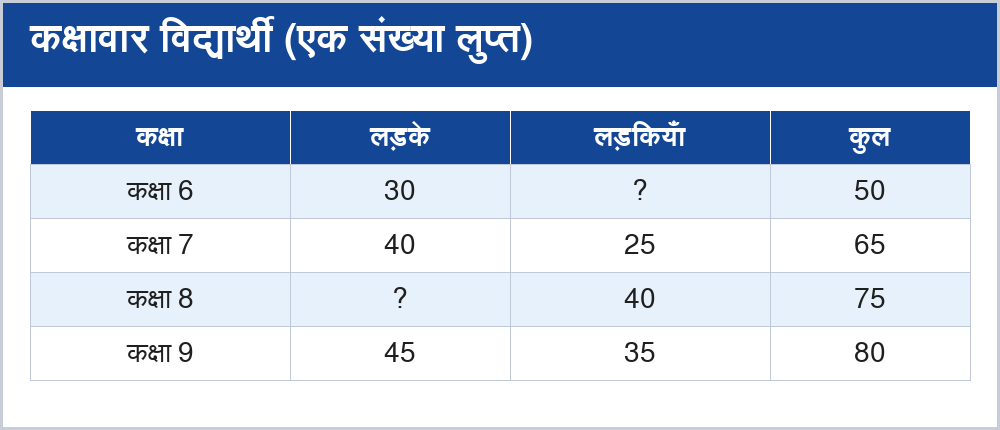 कक्षावार विद्यार्थी (एक संख्या लुप्त)
कक्षा लड़के लड़कियाँ कुल
कक्षा 6 30 ? 50
कक्षा 7 40 25 65
कक्षा 8 ? 40 75
कक्षा 9 45 35 80